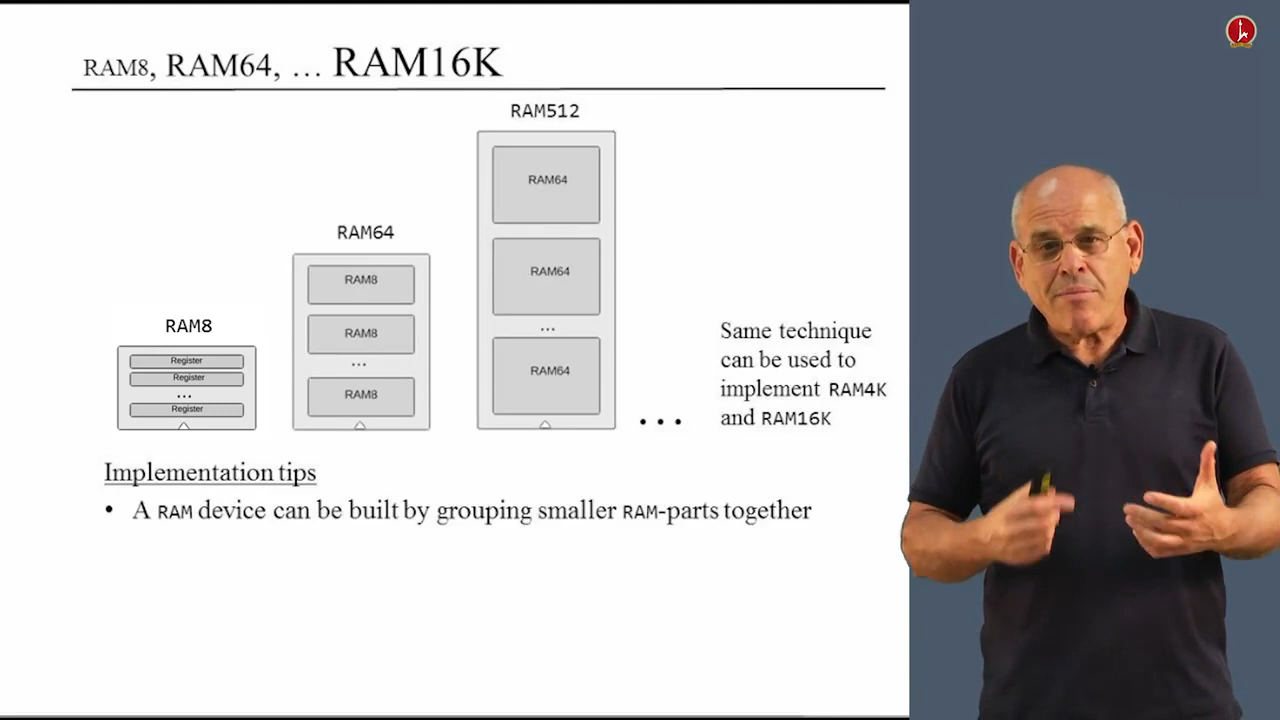 RAM8, RAM64, … RAM16K
RAM512
RAM64
RAM64
...
RAM64
RAM64
RAM8
RAM8
...
RAM8
RAM8
Register
Register
...
Register
...
Same technique
can be used to
implement RAM4K
and RAM16K
Implementation tips
• A RAM device can be built by grouping smaller RAM-parts together